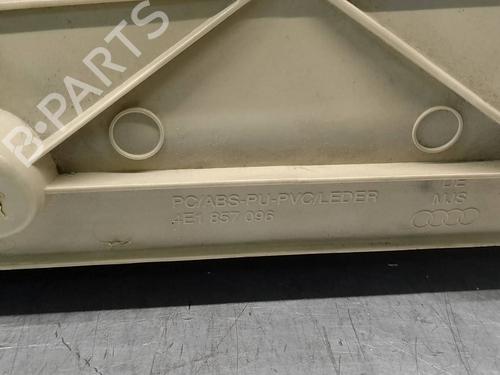 B-PARTS
PC/ABS-PU-PVC/LEDER
4E1 857 096
DE
MJS